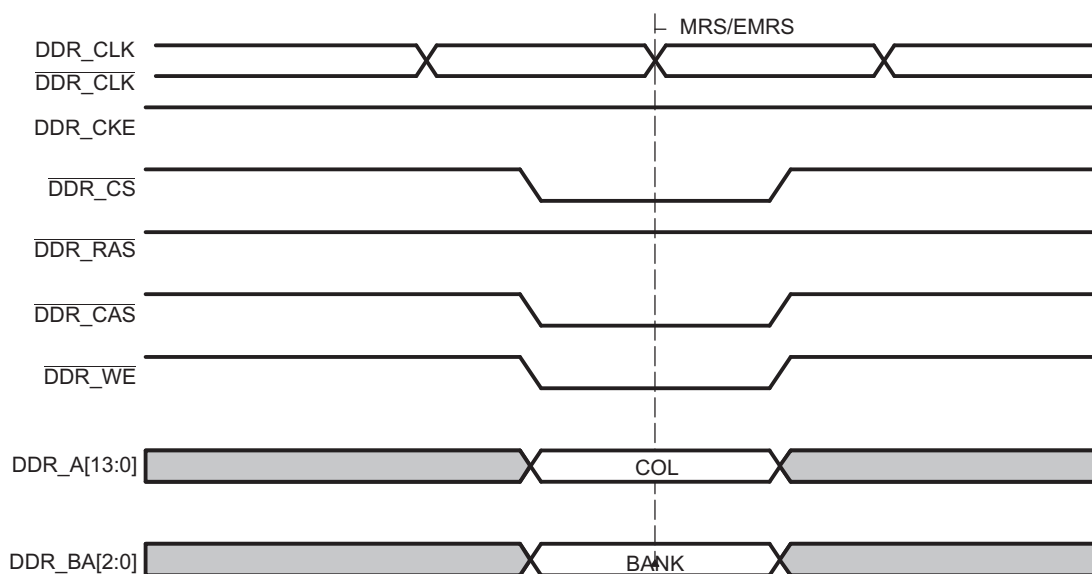 MRS/EMRS
DDR_CLK
DDR_CLK
DDR_CKE
DDR_CS
DDR_RAS
DDR_CAS
DDR_WE
DDR_A[13:0]
COL
DDR_BA[2:0]
BANK